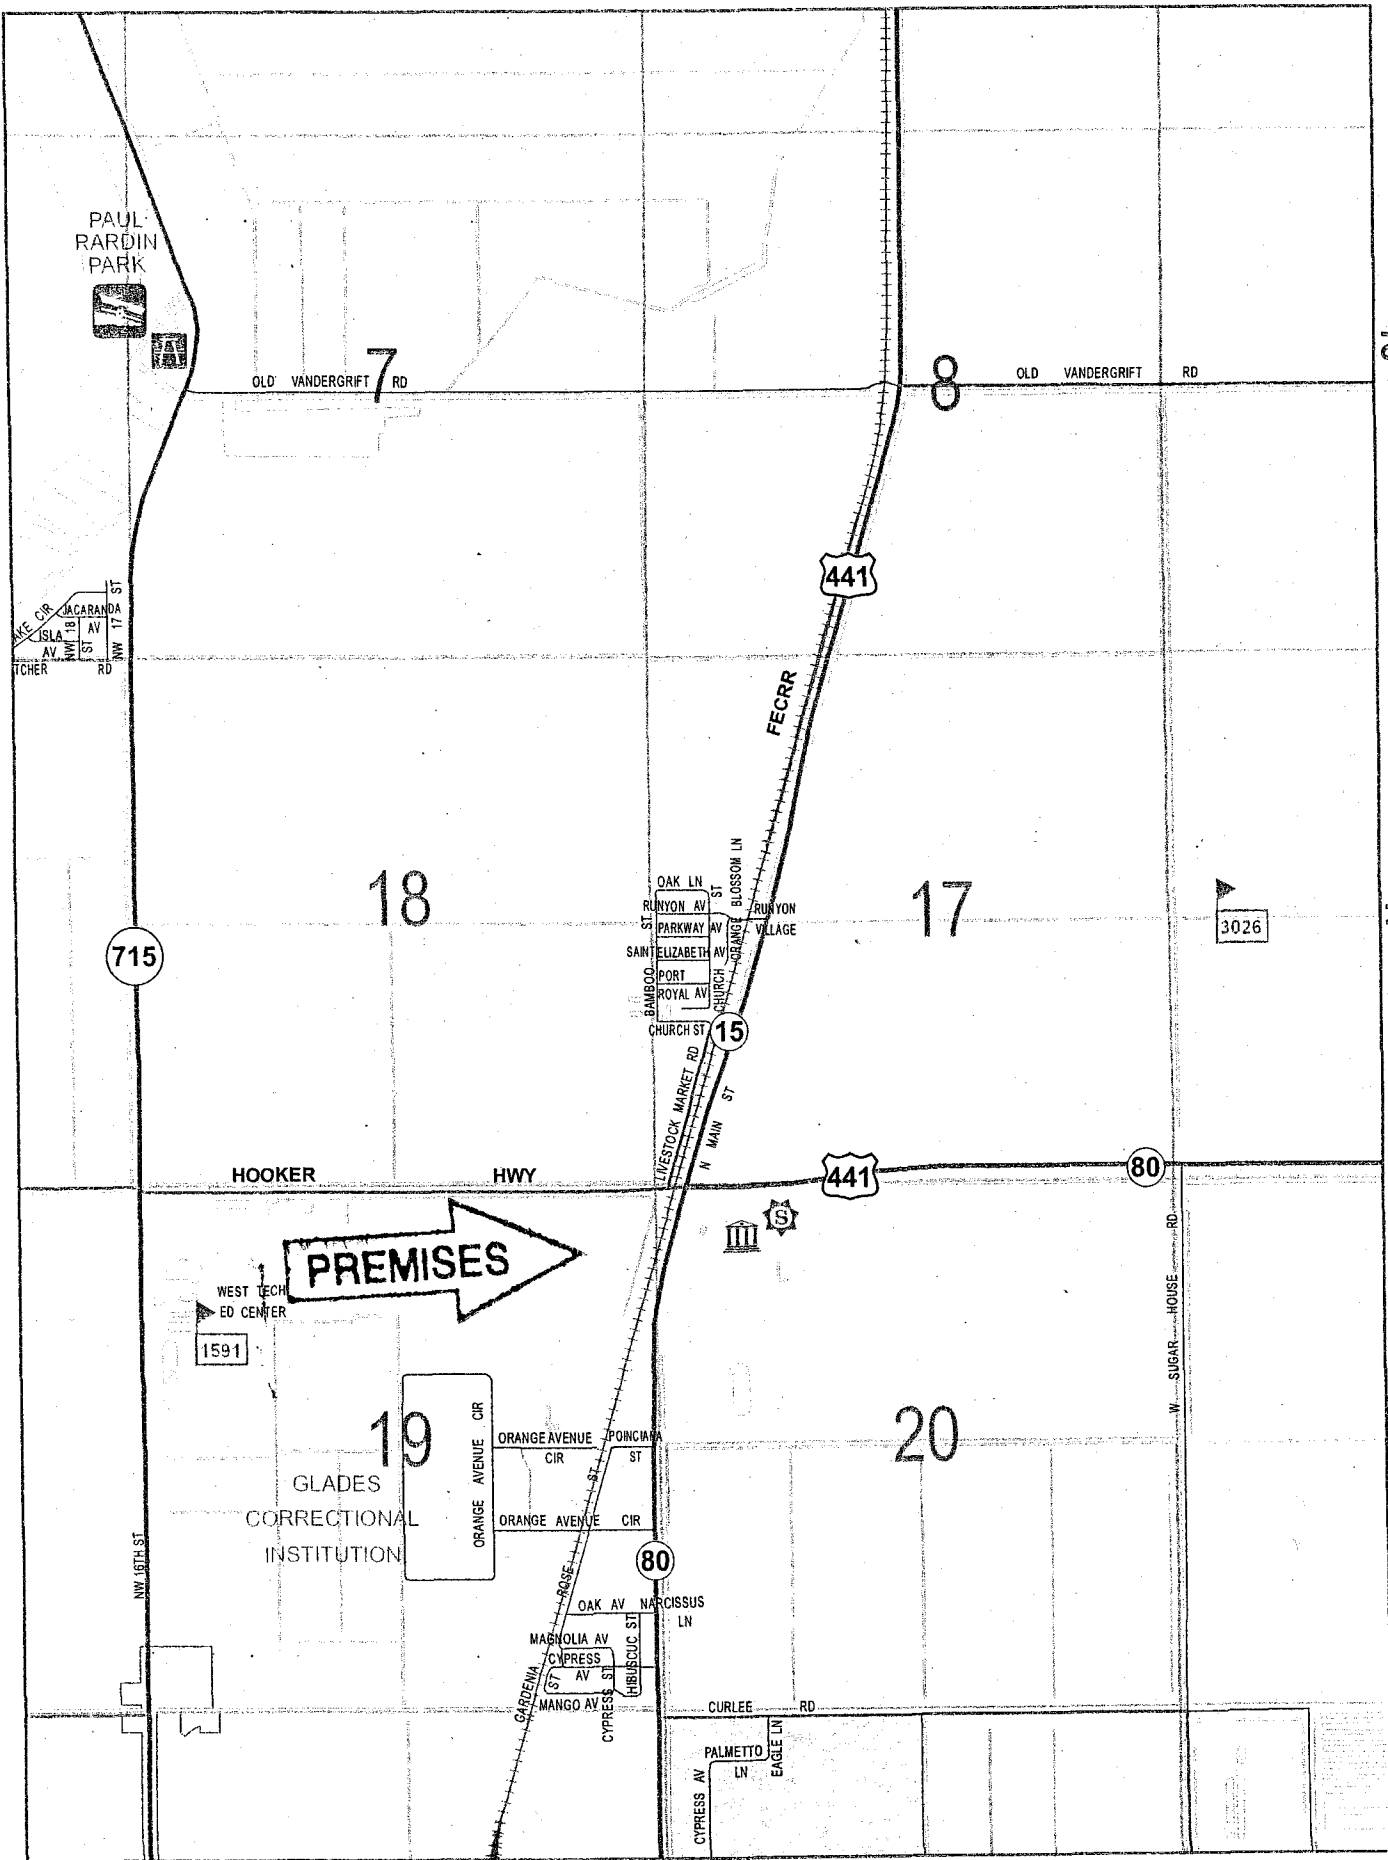 PAUL
RARDIN
PARK
7
OLD VANDERGRIFT RD
8
OLD VANDERGRIFT RD
441
AKE CIR
JACARANDA
AV
ISLA
AV
NW 18
ST
NW 17 ST
TCHER RD
FECRR
18
17
3026
715
OAK LN
ST
ORANGE BLOSSOM LN
RUNYON AV
RUNYON
VILLAGE
PARKWAY AV
SAINT ELIZABETH AV
PORT
ROYAL AV
BAMBOO ST
CHURCH
CHURCH ST
15
LIVESTOCK MARKET RD
N MAIN ST
HOOKER HWY
441
80
S
PREMISES
WEST TECH
ED CENTER
1591
W SUGAR HOUSE RD
19
20
ORANGE AVENUE CIR
ORANGE AVENUE
CIR
POINCIANA
ST
GLADES
CORRECTIONAL
INSTITUTION
ORANGE AVENUE CIR
NW 16TH ST
80
ROSE ST
OAK AV
NARCISSUS
LN
MAGNOLIA AV
CYPRESS
AV
HIBUSCUC ST
GARDENIA ST
MANGO AV
CYPRESS ST
CURLEE RD
PALMETTO
LN
EAGLE LN
CYPRESS AV